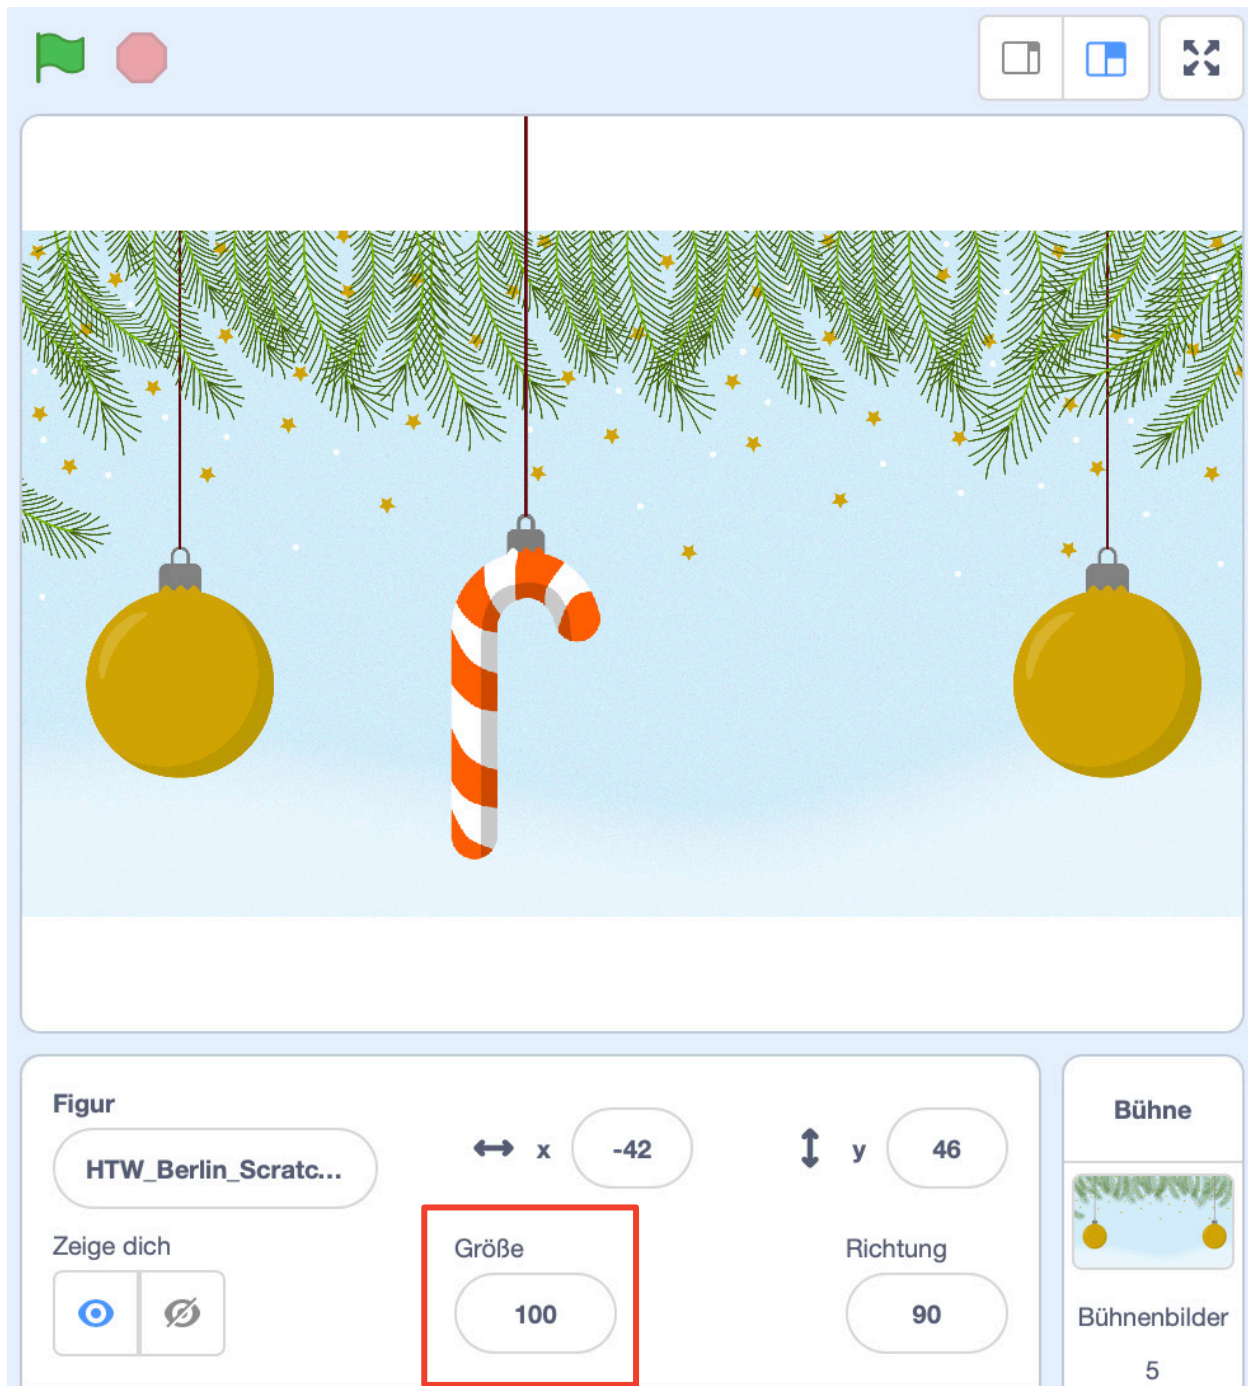 Figur
HTW_Berlin_Scratc...
x -42
y 46
Zeige dich
Größe
100
Richtung
90
Bühne
Bühnenbilder
5